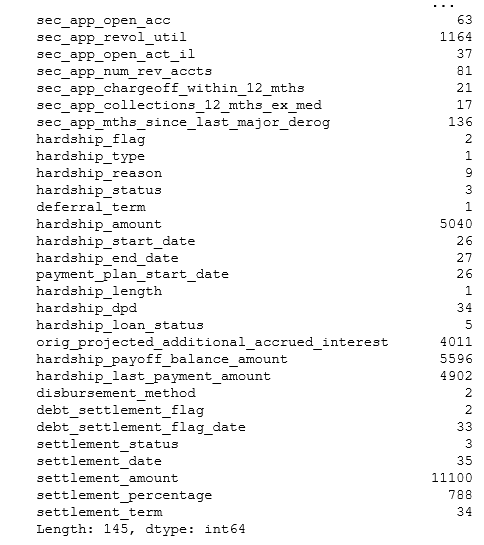 ...
sec_app_open_acc 63
sec_app_revol_util 1164
sec_app_open_act_il 37
sec_app_num_rev_accts 81
sec_app_chargeoff_within_12_mths 21
sec_app_collections_12_mths_ex_med 17
sec_app_mths_since_last_major_derog 136
hardship_flag 2
hardship_type 1
hardship_reason 9
hardship_status 3
deferral_term 1
hardship_amount 5040
hardship_start_date 26
hardship_end_date 27
payment_plan_start_date 26
hardship_length 1
hardship_dpd 34
hardship_loan_status 5
orig_projected_additional_accrued_interest 4011
hardship_payoff_balance_amount 5596
hardship_last_payment_amount 4902
disbursement_method 2
debt_settlement_flag 2
debt_settlement_flag_date 33
settlement_status 3
settlement_date 35
settlement_amount 11100
settlement_percentage 788
settlement_term 34
Length: 145, dtype: int64